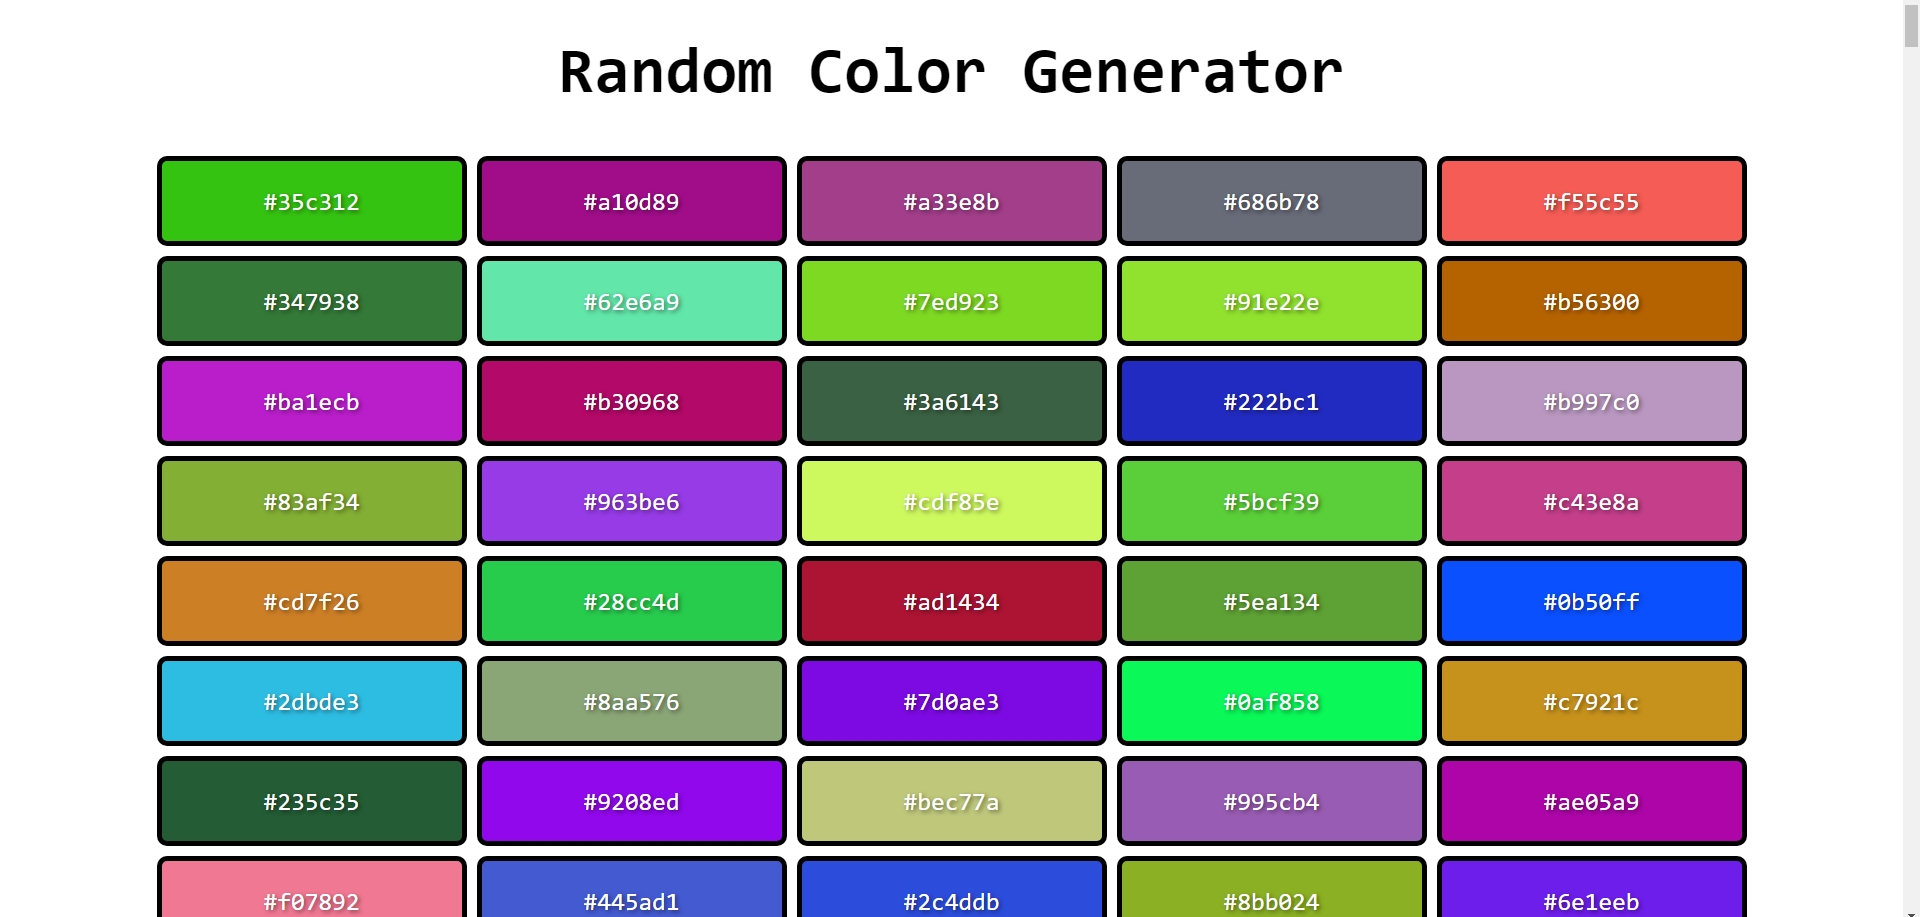 Random Color Generator
#35c312 #a10d89 #a33e8b #686b78 #f55c55
#347938 #62e6a9 #7ed923 #91e22e #b56300
#ba1ecb #b30968 #3a6143 #222bc1 #b997c0
#83af34 #963be6 #cdf85e #5bcf39 #c43e8a
#cd7f26 #28cc4d #ad1434 #5ea134 #0b50ff
#2dbde3 #8aa576 #7d0ae3 #0af858 #c7921c
#235c35 #9208ed #bec77a #995cb4 #ae05a9
#f07892 #445ad1 #2c4ddb #8bb024 #6e1eeb